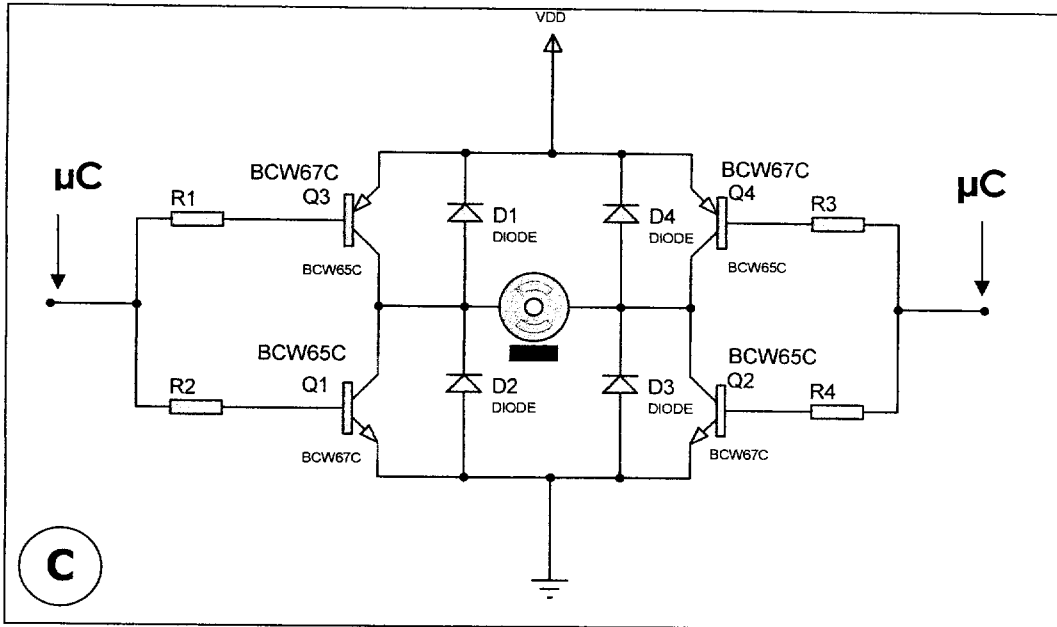 VDD
µC
R1
BCW67C
Q3
BCW65C
D1
DIODE
D4
DIODE
BCW67C
Q4
BCW65C
R3
µC
R2
BCW65C
Q1
BCW67C
D2
DIODE
D3
DIODE
BCW65C
Q2
BCW67C
R4
C